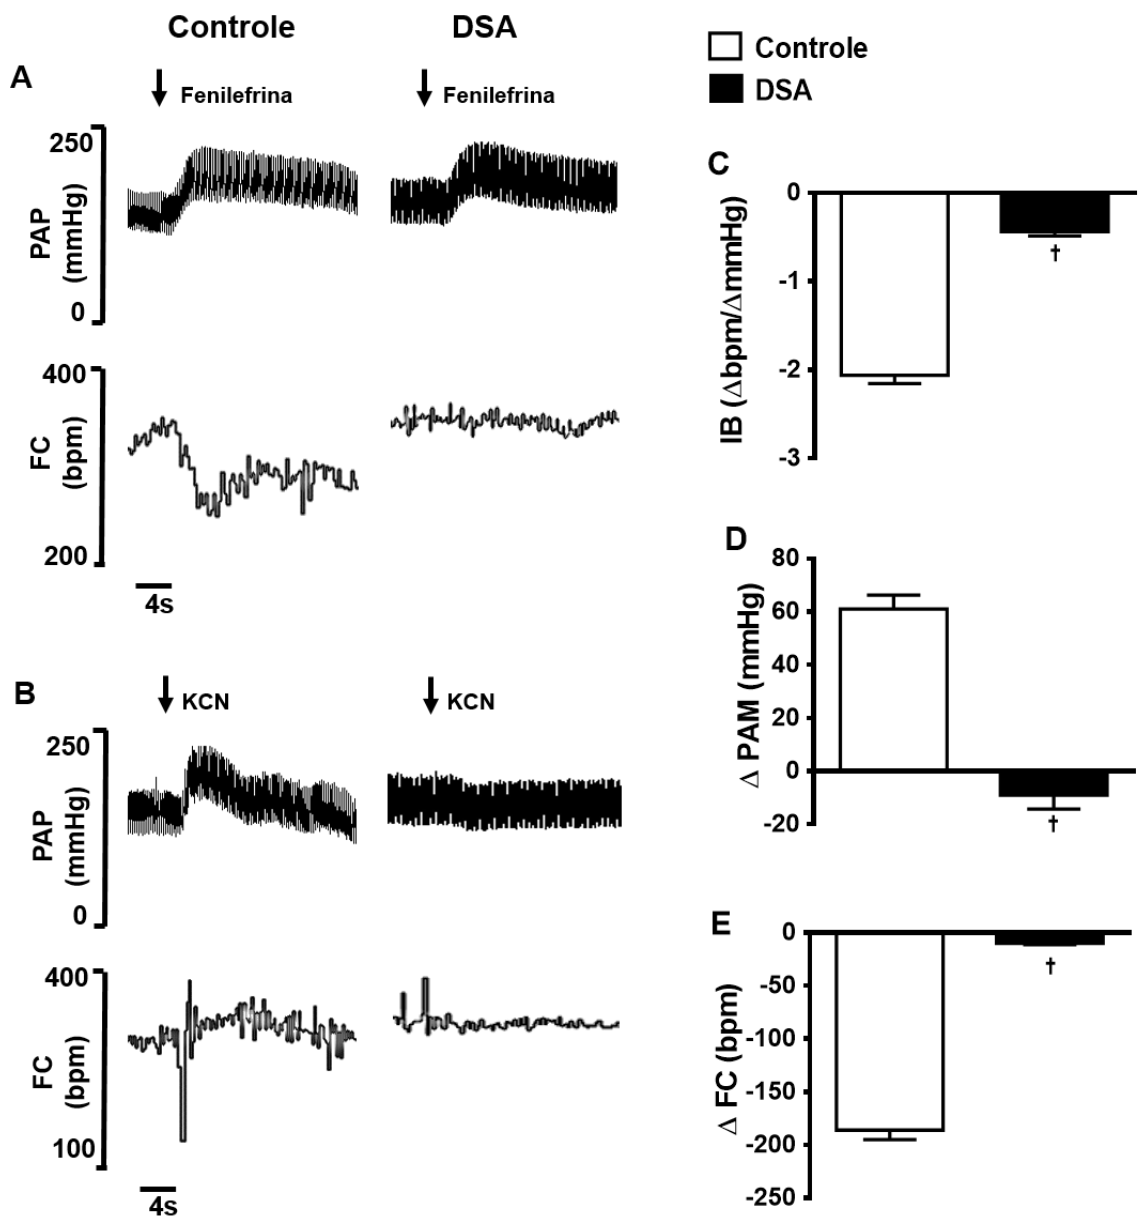 Controle
DSA
A
Fenilefrina
Fenilefrina
250
PAP
(mmHg)
0
400
FC
(bpm)
200
4s
B
KCN
KCN
250
PAP
(mmHg)
0
400
FC
(bpm)
100
4s
Controle
DSA
C
0
-1
-2
-3
IB (Δbpm/ΔmmHg)
†
D
80
60
40
20
0
-20
Δ PAM (mmHg)
†
E
0
-50
-100
-150
-200
-250
Δ FC (bpm)
†